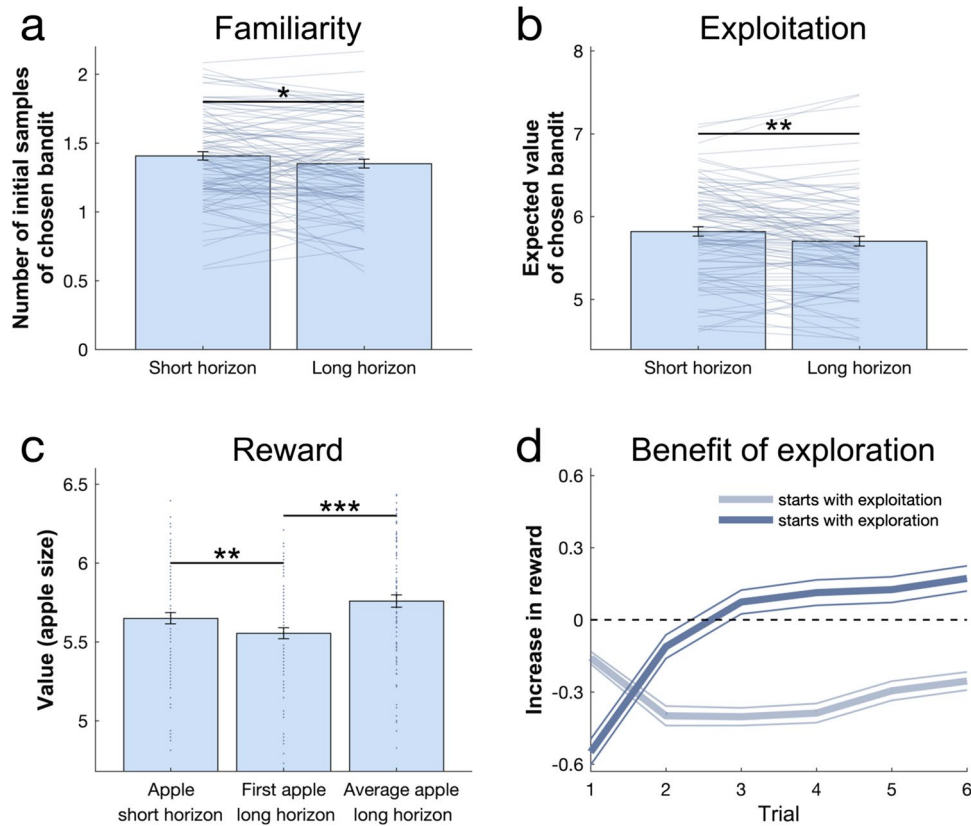 a
Familiarity
Number of initial samples
of chosen bandit
2
1.5
1
0.5
0
*
Short horizon
Long horizon
b
Exploitation
Expected value
of chosen bandit
8
7
6
5
**
Short horizon
Long horizon
c
Reward
Value (apple size)
6.5
6
5.5
5
**
***
Apple
short horizon
First apple
long horizon
Average apple
long horizon
d
Benefit of exploration
Increase in reward
0.6
0.3
0
-0.3
-0.6
starts with exploitation
starts with exploration
1 2 3 4 5 6
Trial